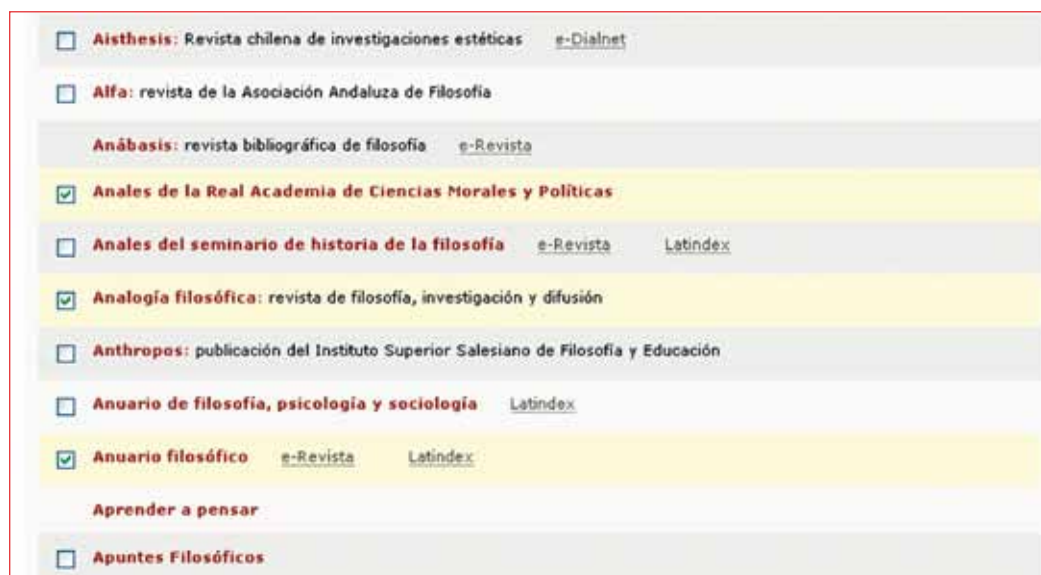 Aisthesis: Revista chilena de investigaciones estéticas e-Dialnet
Alfa: revista de la Asociación Andaluza de Filosofía
Anábasis: revista bibliográfica de filosofía e-Revista
Anales de la Real Academia de Ciencias Morales y Políticas
Anales del seminario de historia de la filosofía e-Revista Latindex
Analogía filosófica: revista de filosofía, investigación y difusión
Anthropos: publicación del Instituto Superior Salesiano de Filosofía y Educación
Anuario de filosofía, psicología y sociología Latindex
Anuario filosófico e-Revista Latindex
Aprender a pensar
Apuntes Filosóficos